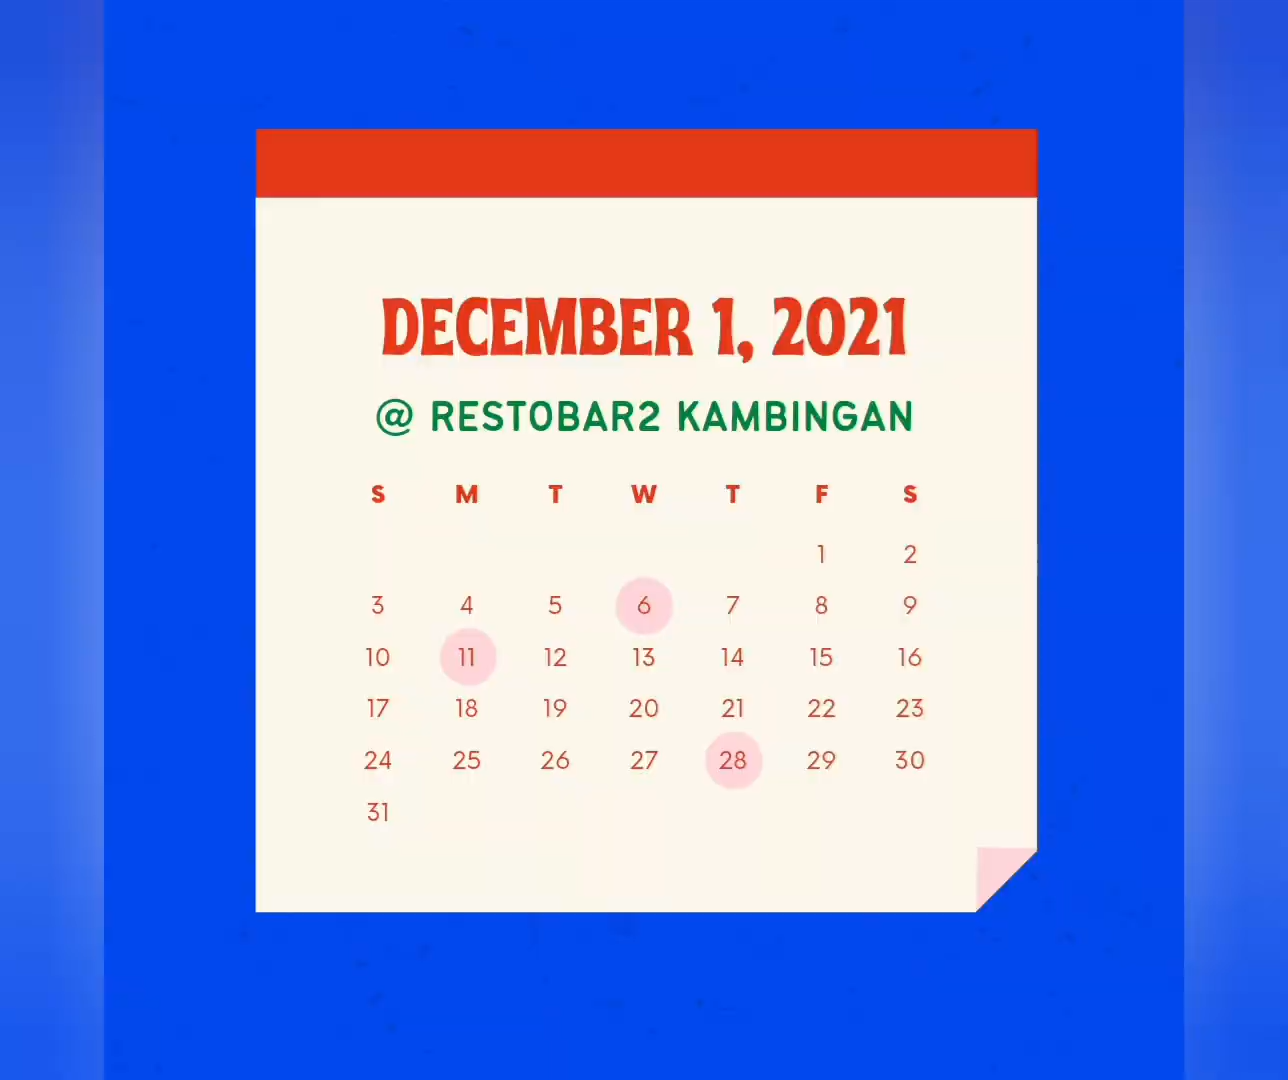 DECEMBER 1, 2021
@ RESTOBAR2 KAMBINGAN
S M T W T F S
1 2
3 4 5 6 7 8 9
10 11 12 13 14 15 16
17 18 19 20 21 22 23
24 25 26 27 28 29 30
31